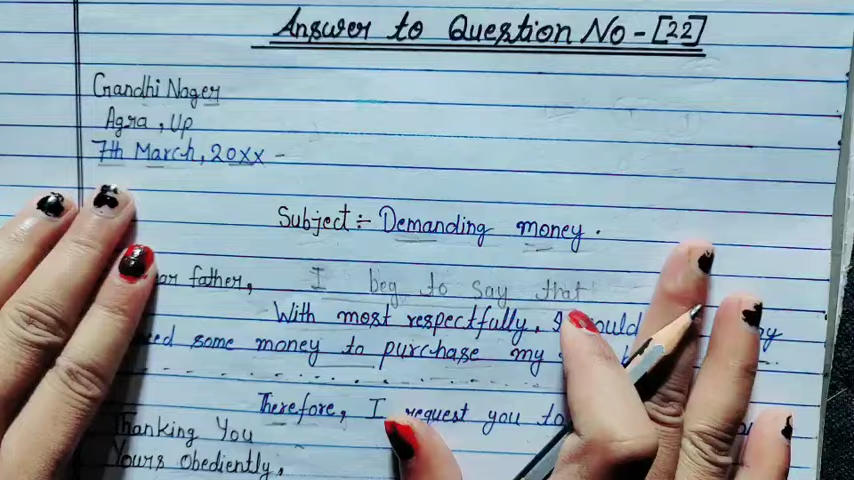 Answer to Question No-[22]
Gandhi Nager
Agra, Up
7th March, 20xx -
Subject :- Demanding money.
father, I beg to say that
With most respectfully, I
some money to purchase my
Therefore, I request you to
Thanking You
Yours Obediently,